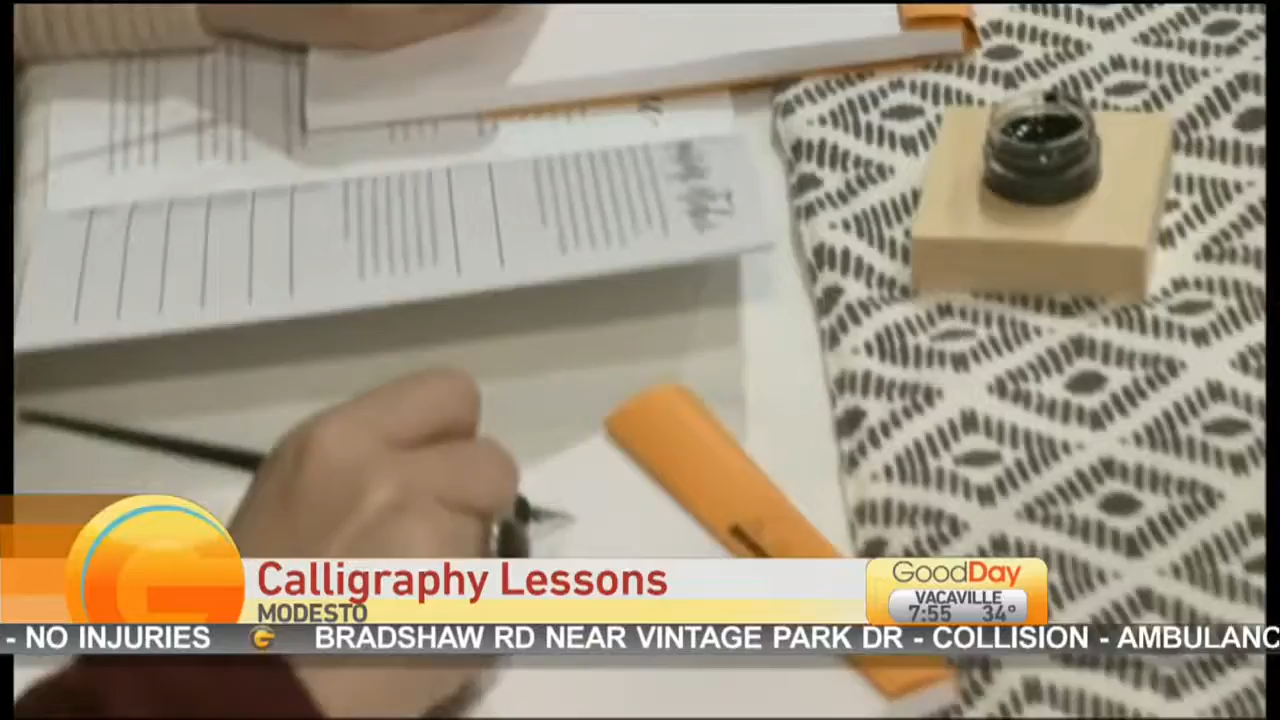 Calligraphy Lessons
MODESTO
GoodDay
VACAVILLE
7:55 34°
- NO INJURIES BRADSHAW RD NEAR VINTAGE PARK DR - COLLISION - AMBULANC